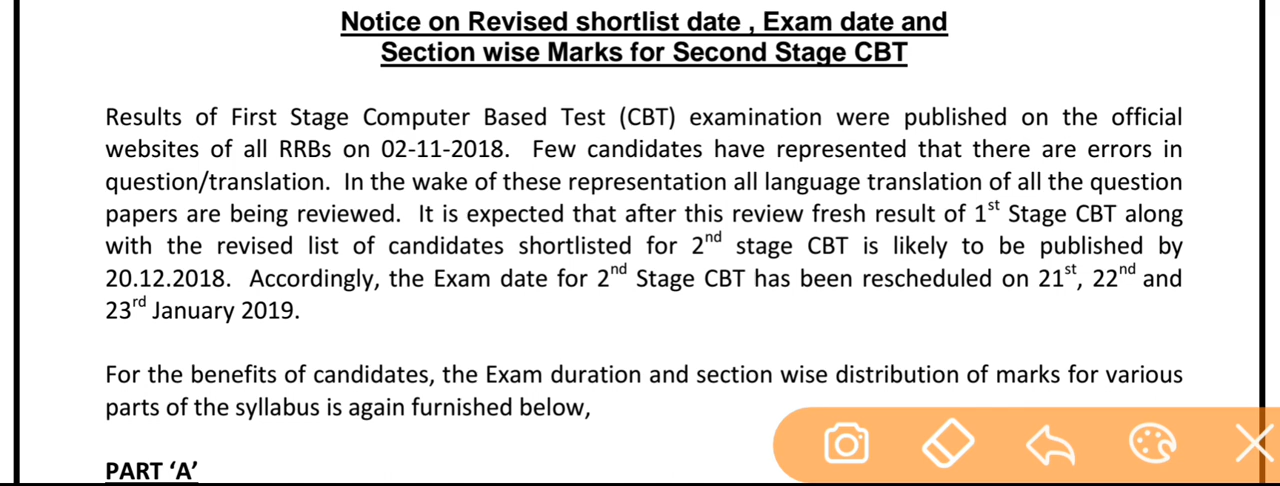 Notice on Revised shortlist date , Exam date and
Section wise Marks for Second Stage CBT
Results of First Stage Computer Based Test (CBT) examination were published on the official
websites of all RRBs on 02-11-2018. Few candidates have represented that there are errors in
question/translation. In the wake of these representation all language translation of all the question
papers are being reviewed. It is expected that after this review fresh result of 1st Stage CBT along
with the revised list of candidates shortlisted for 2nd stage CBT is likely to be published by
20.12.2018. Accordingly, the Exam date for 2nd Stage CBT has been rescheduled on 21st, 22nd and
23rd January 2019.
For the benefits of candidates, the Exam duration and section wise distribution of marks for various
parts of the syllabus is again furnished below,
PART ‘A’